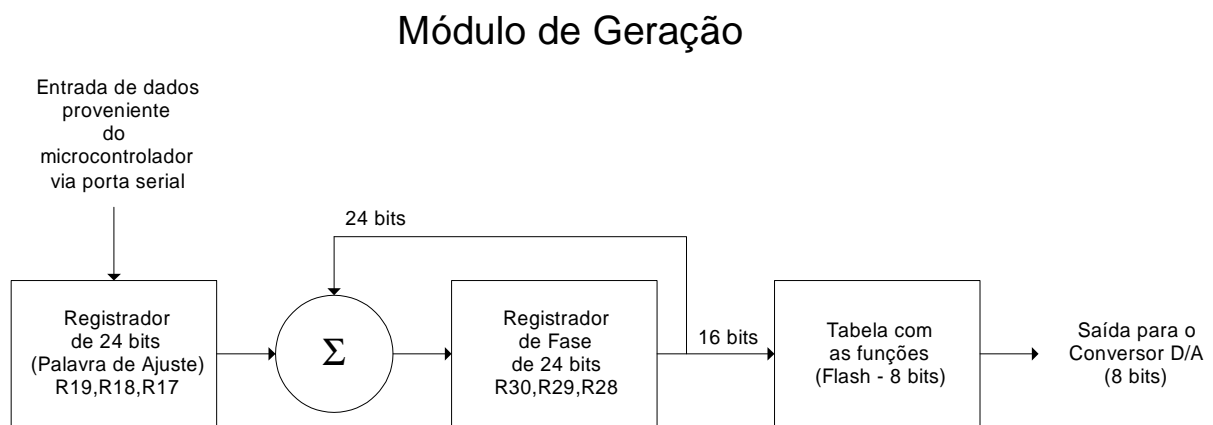 Módulo de Geração
Entrada de dados
proveniente
do
microcontrolador
via porta serial
24 bits
Registrador
de 24 bits
(Palavra de Ajuste)
R19,R18,R17
Σ
Registrador
de Fase
de 24 bits
R30,R29,R28
16 bits
Tabela com
as funções
(Flash - 8 bits)
Saída para o
Conversor D/A
(8 bits)